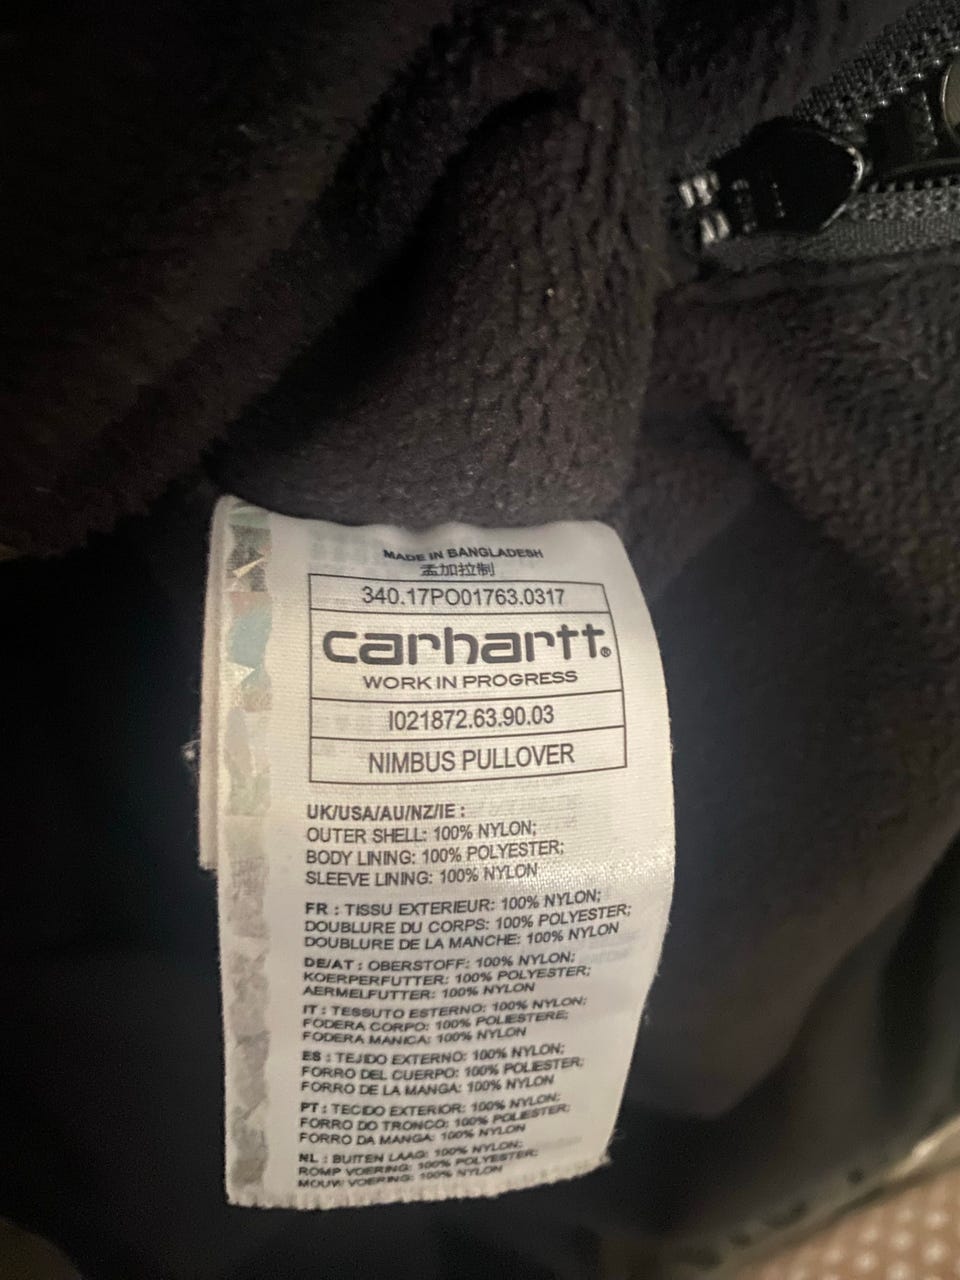 MADE IN BANGLADESH
孟加拉制
340.17PO01763.0317
carhartt®
WORK IN PROGRESS
I021872.63.90.03
NIMBUS PULLOVER
UK/USA/AU/NZ/IE :
OUTER SHELL: 100% NYLON;
BODY LINING: 100% POLYESTER;
SLEEVE LINING: 100% NYLON
FR : TISSU EXTERIEUR: 100% NYLON;
DOUBLURE DU CORPS: 100% POLYESTER;
DOUBLURE DE LA MANCHE: 100% NYLON
DE/AT : OBERSTOFF: 100% NYLON;
KOERPERFUTTER: 100% POLYESTER;
AERMELFUTTER: 100% NYLON
IT : TESSUTO ESTERNO: 100% NYLON;
FODERA CORPO: 100% POLIESTERE;
FODERA MANICA: 100% NYLON
ES : TEJIDO EXTERNO: 100% NYLON;
FORRO DEL CUERPO: 100% POLIESTER;
FORRO DE LA MANGA: 100% NYLON
PT : TECIDO EXTERIOR: 100% NYLON;
FORRO DO TRONCO: 100% POLIESTER;
FORRO DA MANGA: 100% NYLON
NL : BUITEN LAAG: 100% NYLON;
ROMP VOERING: 100% POLYESTER;
MOUW VOERING: 100% NYLON